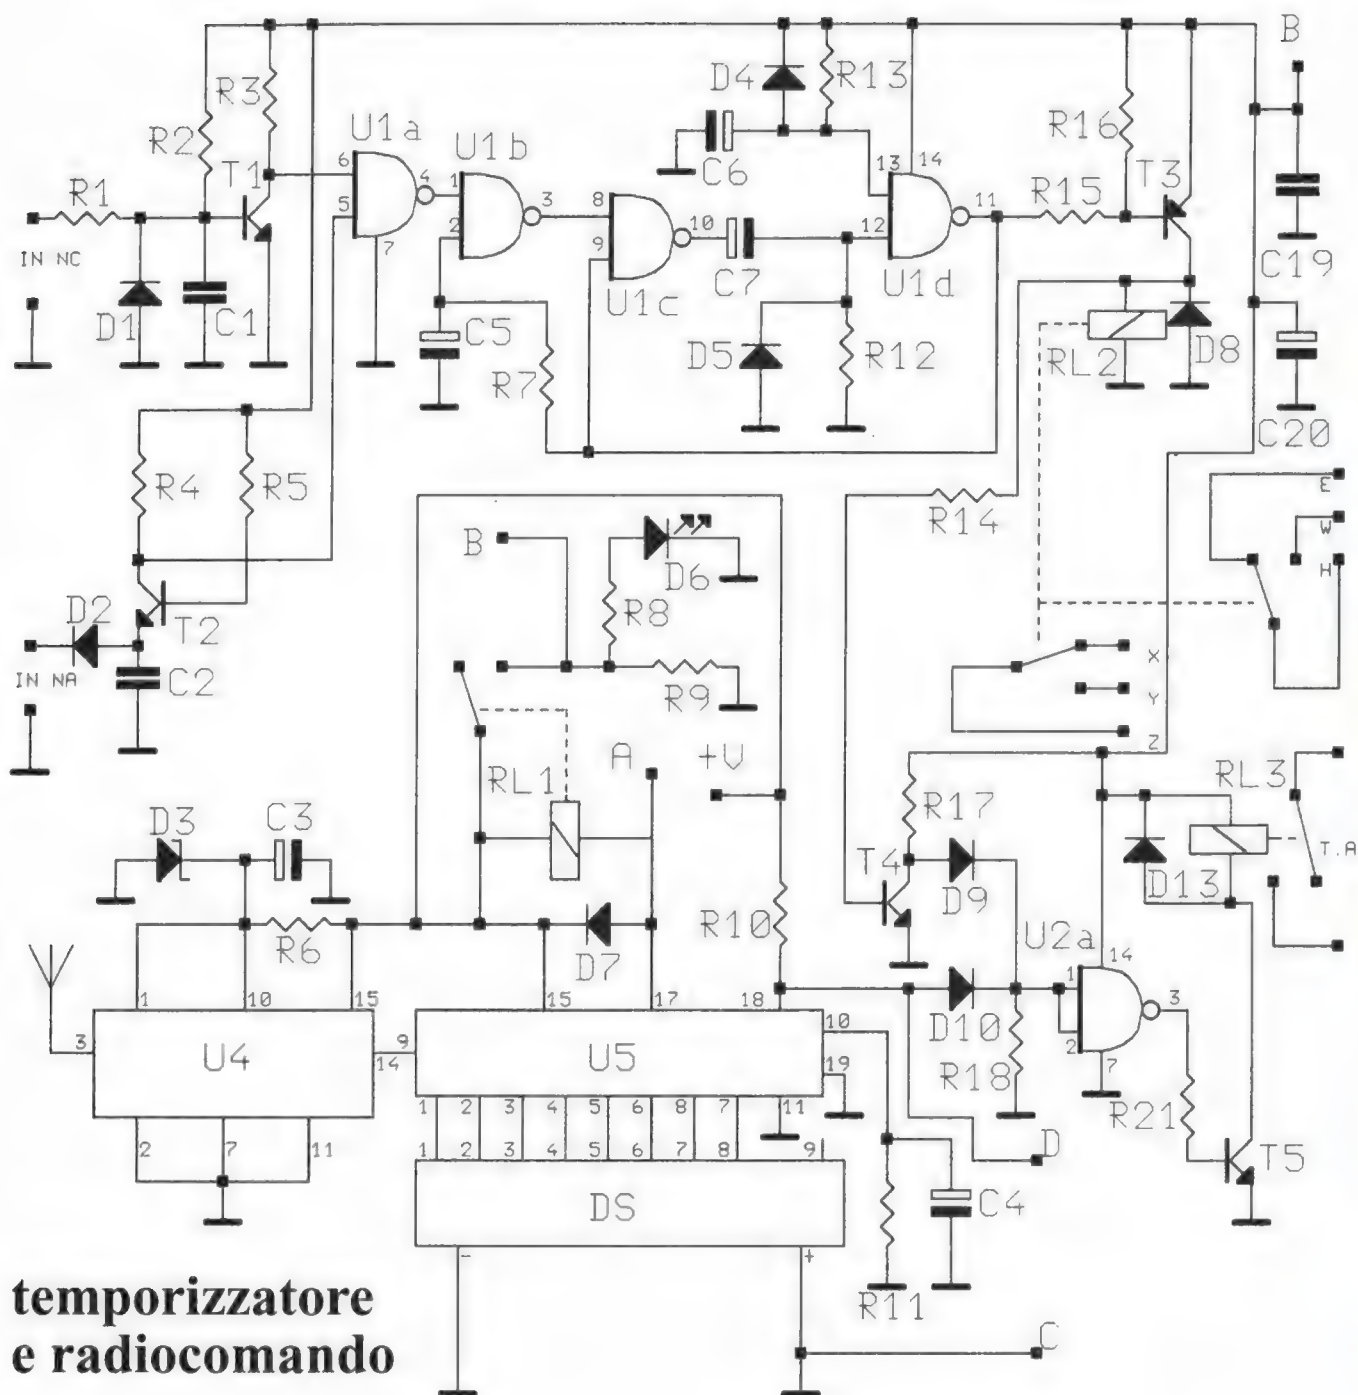 B
D4
R13
R3
R2
U1a
U1b
R16
T1
C6
T3
R1
R15
6
5
4
7
1
2
3
8
9
10
13
14
12
11
IN NC
D1
C1
C5
R7
U1c
C7
U1d
D5
R12
RL2
D8
C19
C20
R4
R5
R14
E
W
H
B
D6
R8
D2
T2
IN NA
C2
R9
X
Y
Z
RL1
A
+V
RL3
R17
D3
C3
T4
D9
D13
T.A
R6
D7
R10
U2a
1
10
15
15
17
18
14
1
2
3
7
3
U4
14
9
U5
10
19
D10
R18
2
7
11
1
2
3
4
5
6
8
7
11
1
2
3
4
5
6
7
8
9
R21
D
T5
DS
C4
-
+
R11
C
temporizzatore
e radiocomando